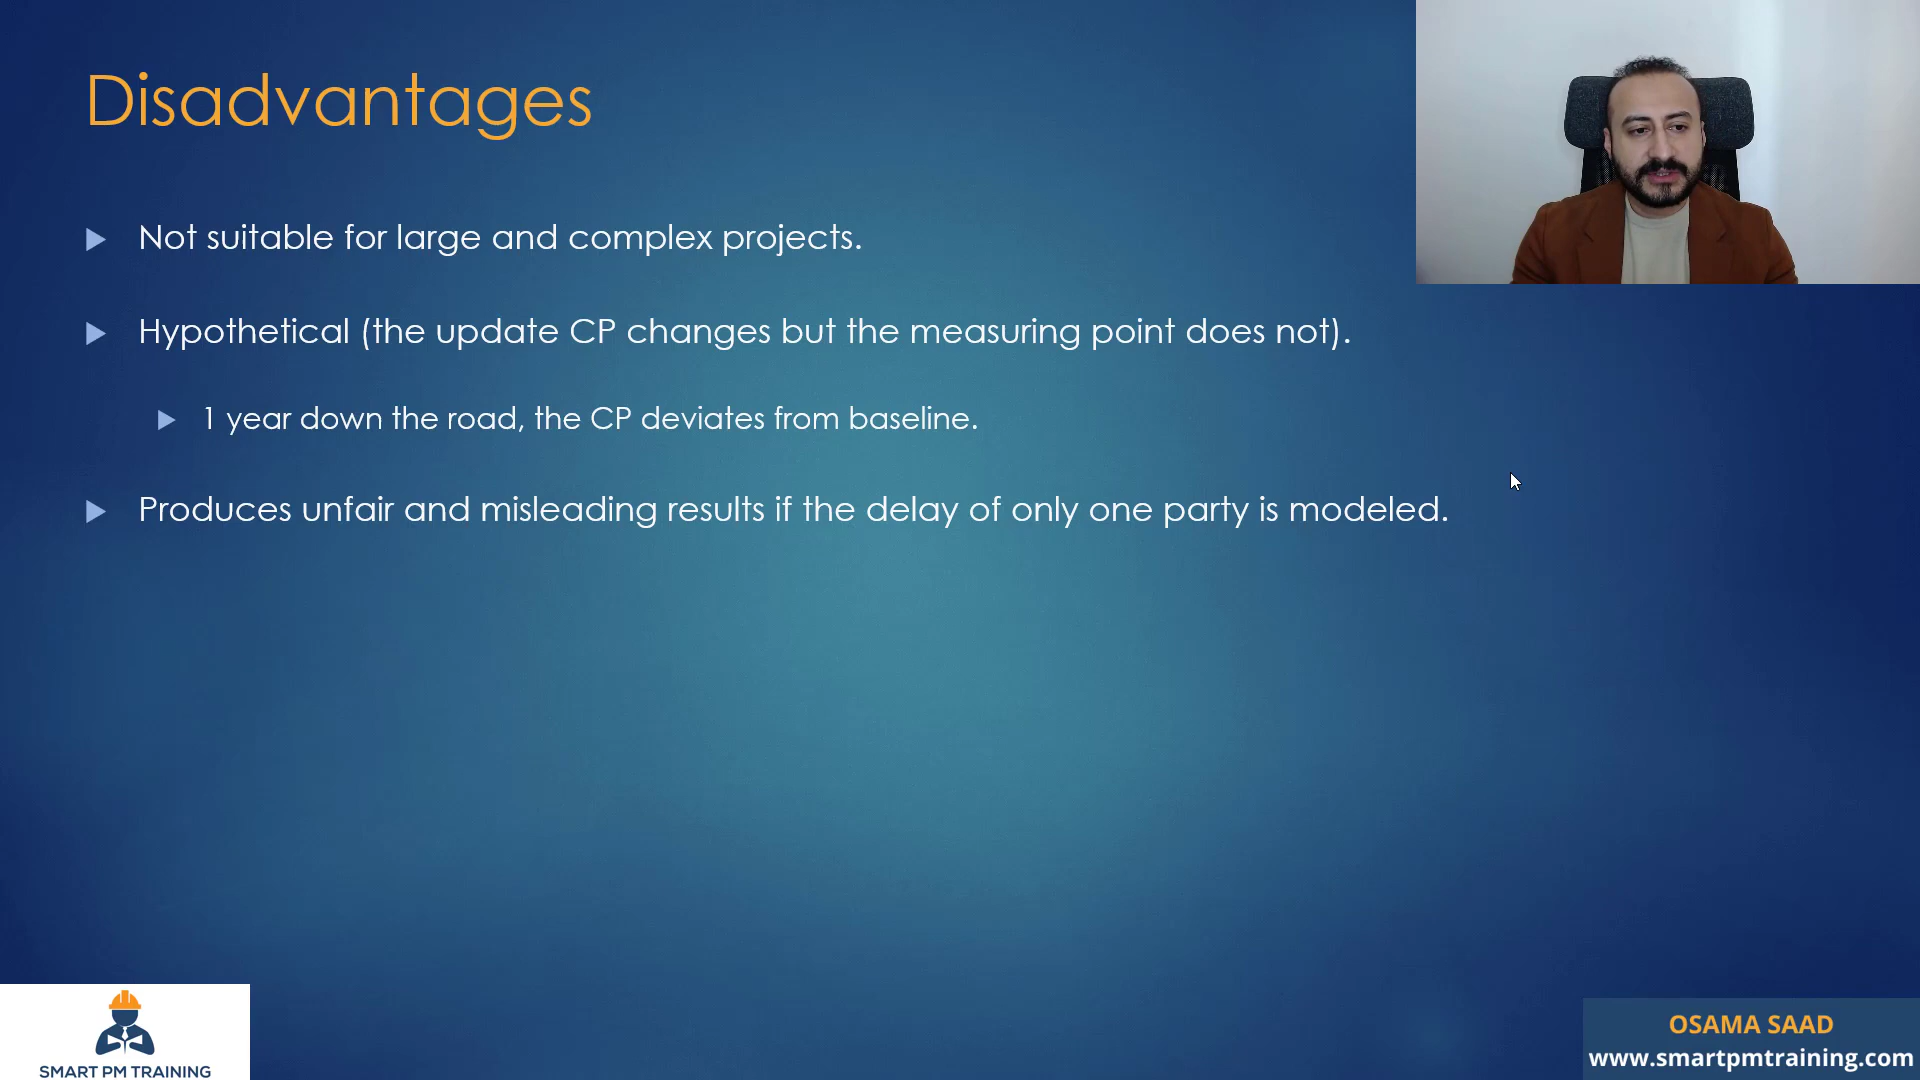 Disadvantages
Not suitable for large and complex projects.
Hypothetical (the update CP changes but the measuring point does not).
1 year down the road, the CP deviates from baseline.
Produces unfair and misleading results if the delay of only one party is modeled.
SMART PM TRAINING
OSAMA SAAD
www.smartpmtraining.com